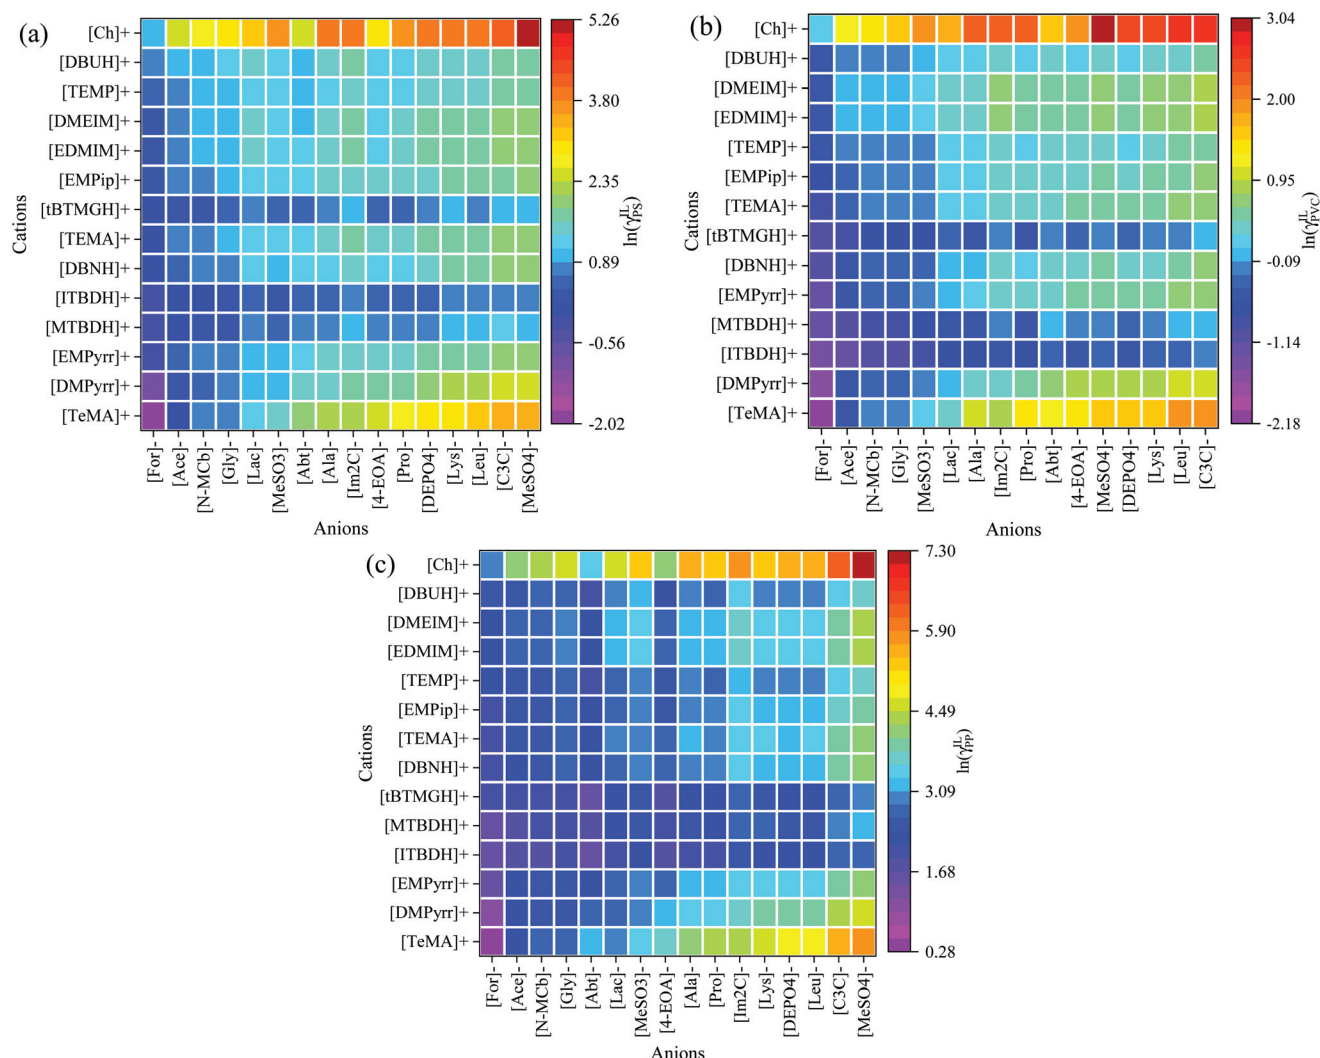 (a)
[Ch]+
[DBUH]+
[TEMP]+
[DMEIM]+
[EDMIM]+
[EMPip]+
[tBTMGH]+
[TEMA]+
[DBNH]+
[ITBDH]+
[MTBDH]+
[EMPyrr]+
[DMPyrr]+
[TeMA]+
Cations
[For]-
[Ace]-
[N-MCb]-
[Gly]-
[Lac]-
[MeSO3]-
[Abt]-
[Ala]-
[Im2C]-
[4-EOA]-
[Pro]-
[DEPO4]-
[Lys]-
[Leu]-
[C3C]-
[MeSO4]-
Anions
5.26
3.80
2.35
0.89
-0.56
-2.02
ln(γ_PS^IL)
(b)
[Ch]+
[DBUH]+
[DMEIM]+
[EDMIM]+
[TEMP]+
[EMPip]+
[TEMA]+
[tBTMGH]+
[DBNH]+
[EMPyrr]+
[MTBDH]+
[ITBDH]+
[DMPyrr]+
[TeMA]+
Cations
[For]-
[Ace]-
[N-MCb]-
[Gly]-
[MeSO3]-
[Lac]-
[Ala]-
[Im2C]-
[Pro]-
[Abt]-
[4-EOA]-
[MeSO4]-
[DEPO4]-
[Lys]-
[Leu]-
[C3C]-
Anions
3.04
2.00
0.95
-0.09
-1.14
-2.18
ln(γ_PVC^IL)
(c)
[Ch]+
[DBUH]+
[DMEIM]+
[EDMIM]+
[TEMP]+
[EMPip]+
[TEMA]+
[DBNH]+
[tBTMGH]+
[MTBDH]+
[ITBDH]+
[EMPyrr]+
[DMPyrr]+
[TeMA]+
Cations
[For]-
[Ace]-
[N-MCb]-
[Gly]-
[Abt]-
[Lac]-
[MeSO3]-
[4-EOA]-
[Ala]-
[Pro]-
[Im2C]-
[Lys]-
[DEPO4]-
[Leu]-
[C3C]-
[MeSO4]-
Anions
7.30
5.90
4.49
3.09
1.68
0.28
ln(γ_PP^IL)